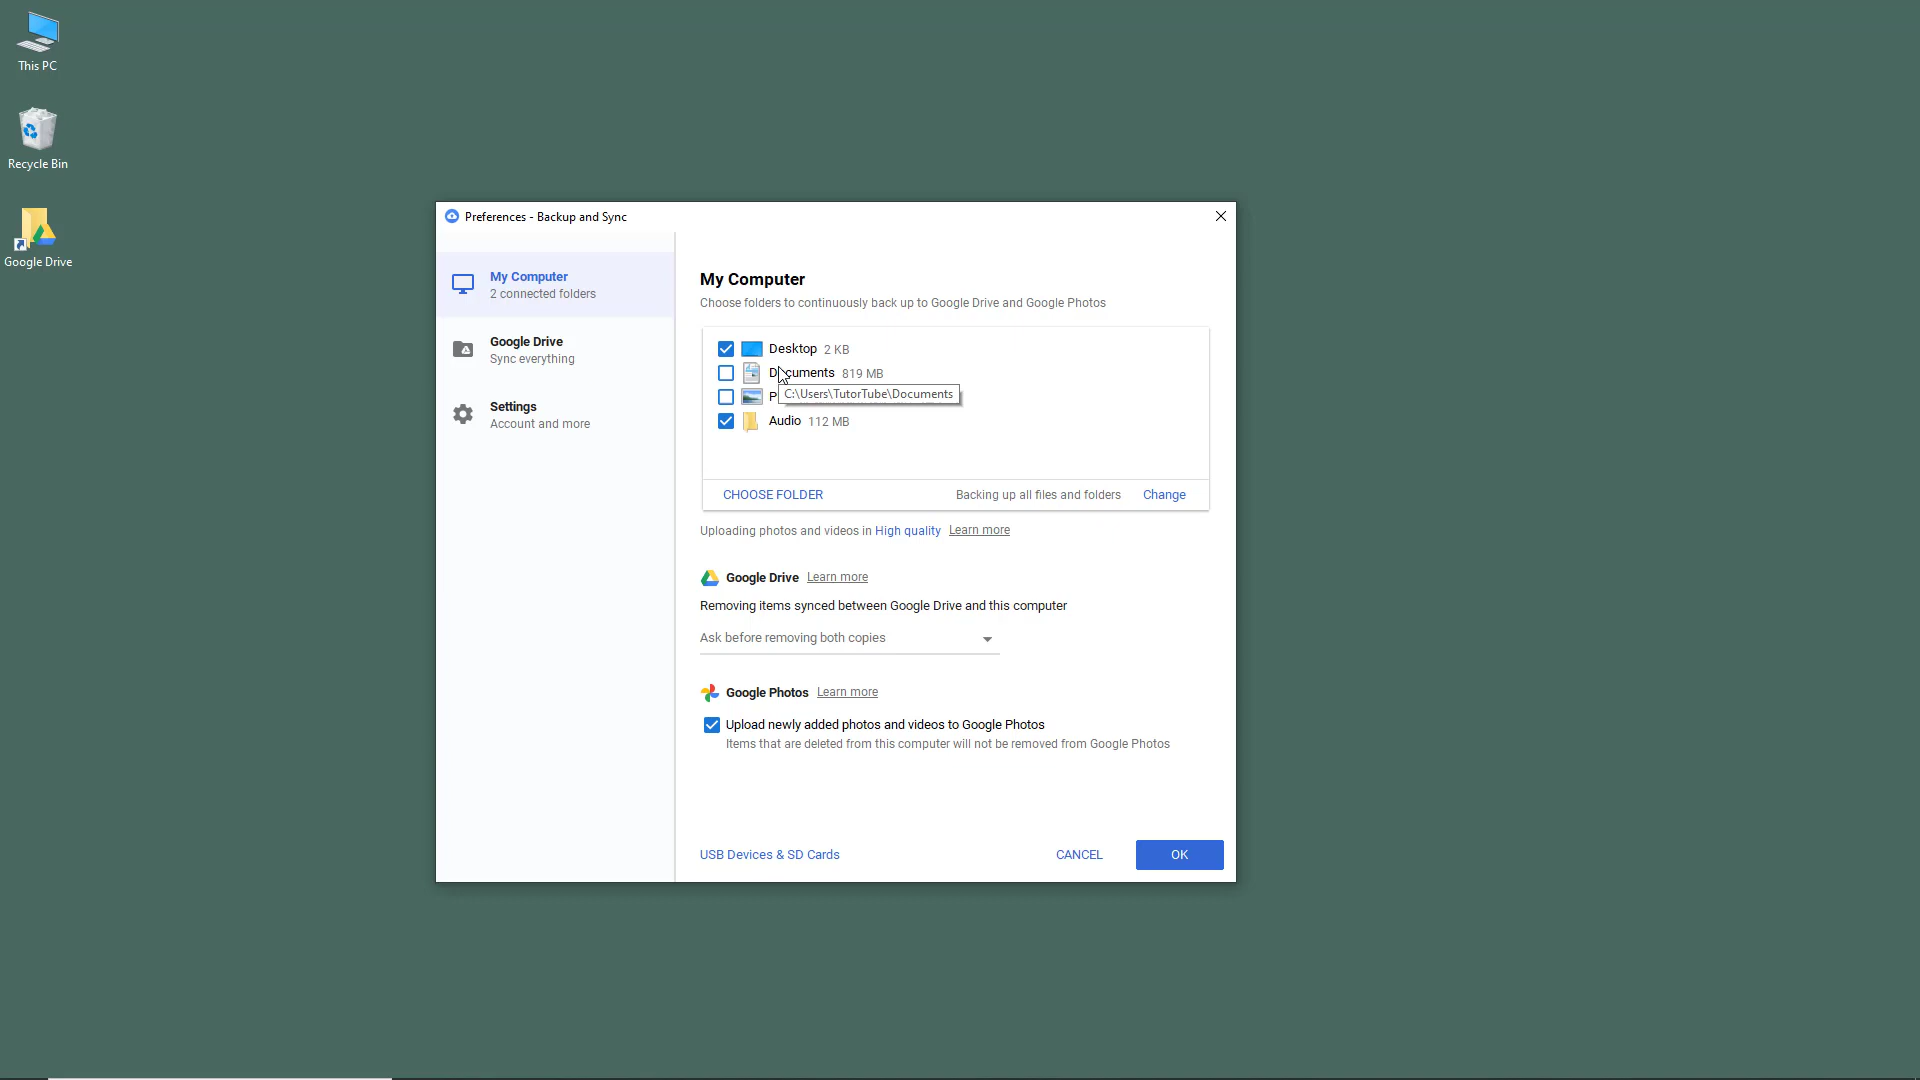 This PC
Recycle Bin
Google Drive
Preferences - Backup and Sync
My Computer
2 connected folders
Google Drive
Sync everything
Settings
Account and more
My Computer
Choose folders to continuously back up to Google Drive and Google Photos
Desktop 2 KB
Documents 819 MB
C:\Users\TutorTube\Documents
Audio 112 MB
CHOOSE FOLDER Backing up all files and folders Change
Uploading photos and videos in High quality Learn more
Google Drive Learn more
Removing items synced between Google Drive and this computer
Ask before removing both copies
Google Photos Learn more
Upload newly added photos and videos to Google Photos
Items that are deleted from this computer will not be removed from Google Photos
USB Devices & SD Cards CANCEL OK